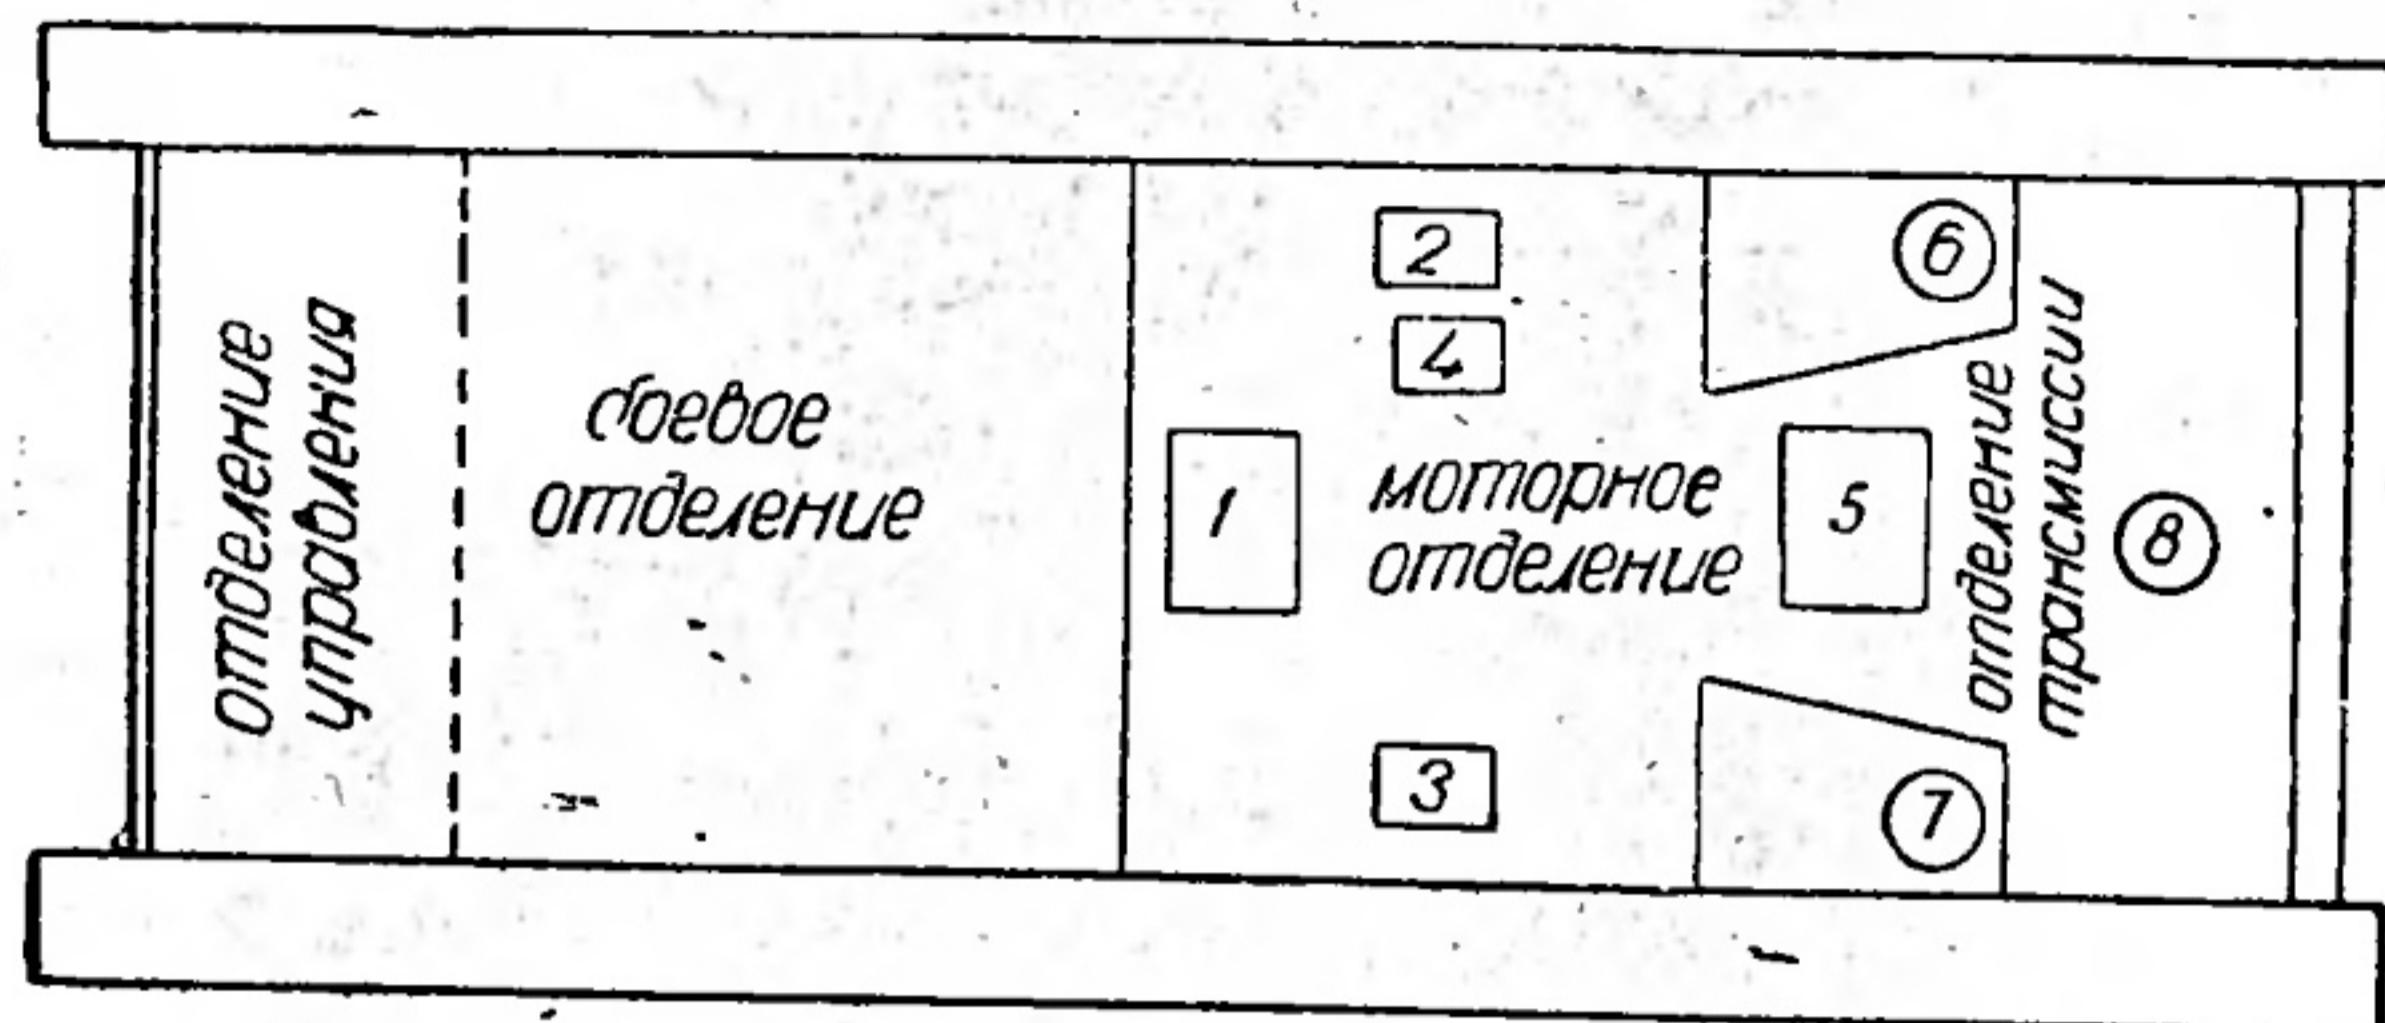 отделение
управления
боевое
отделение
1
2
4
моторное
отделение
3
5
6
7
отделение
трансмиссии
8